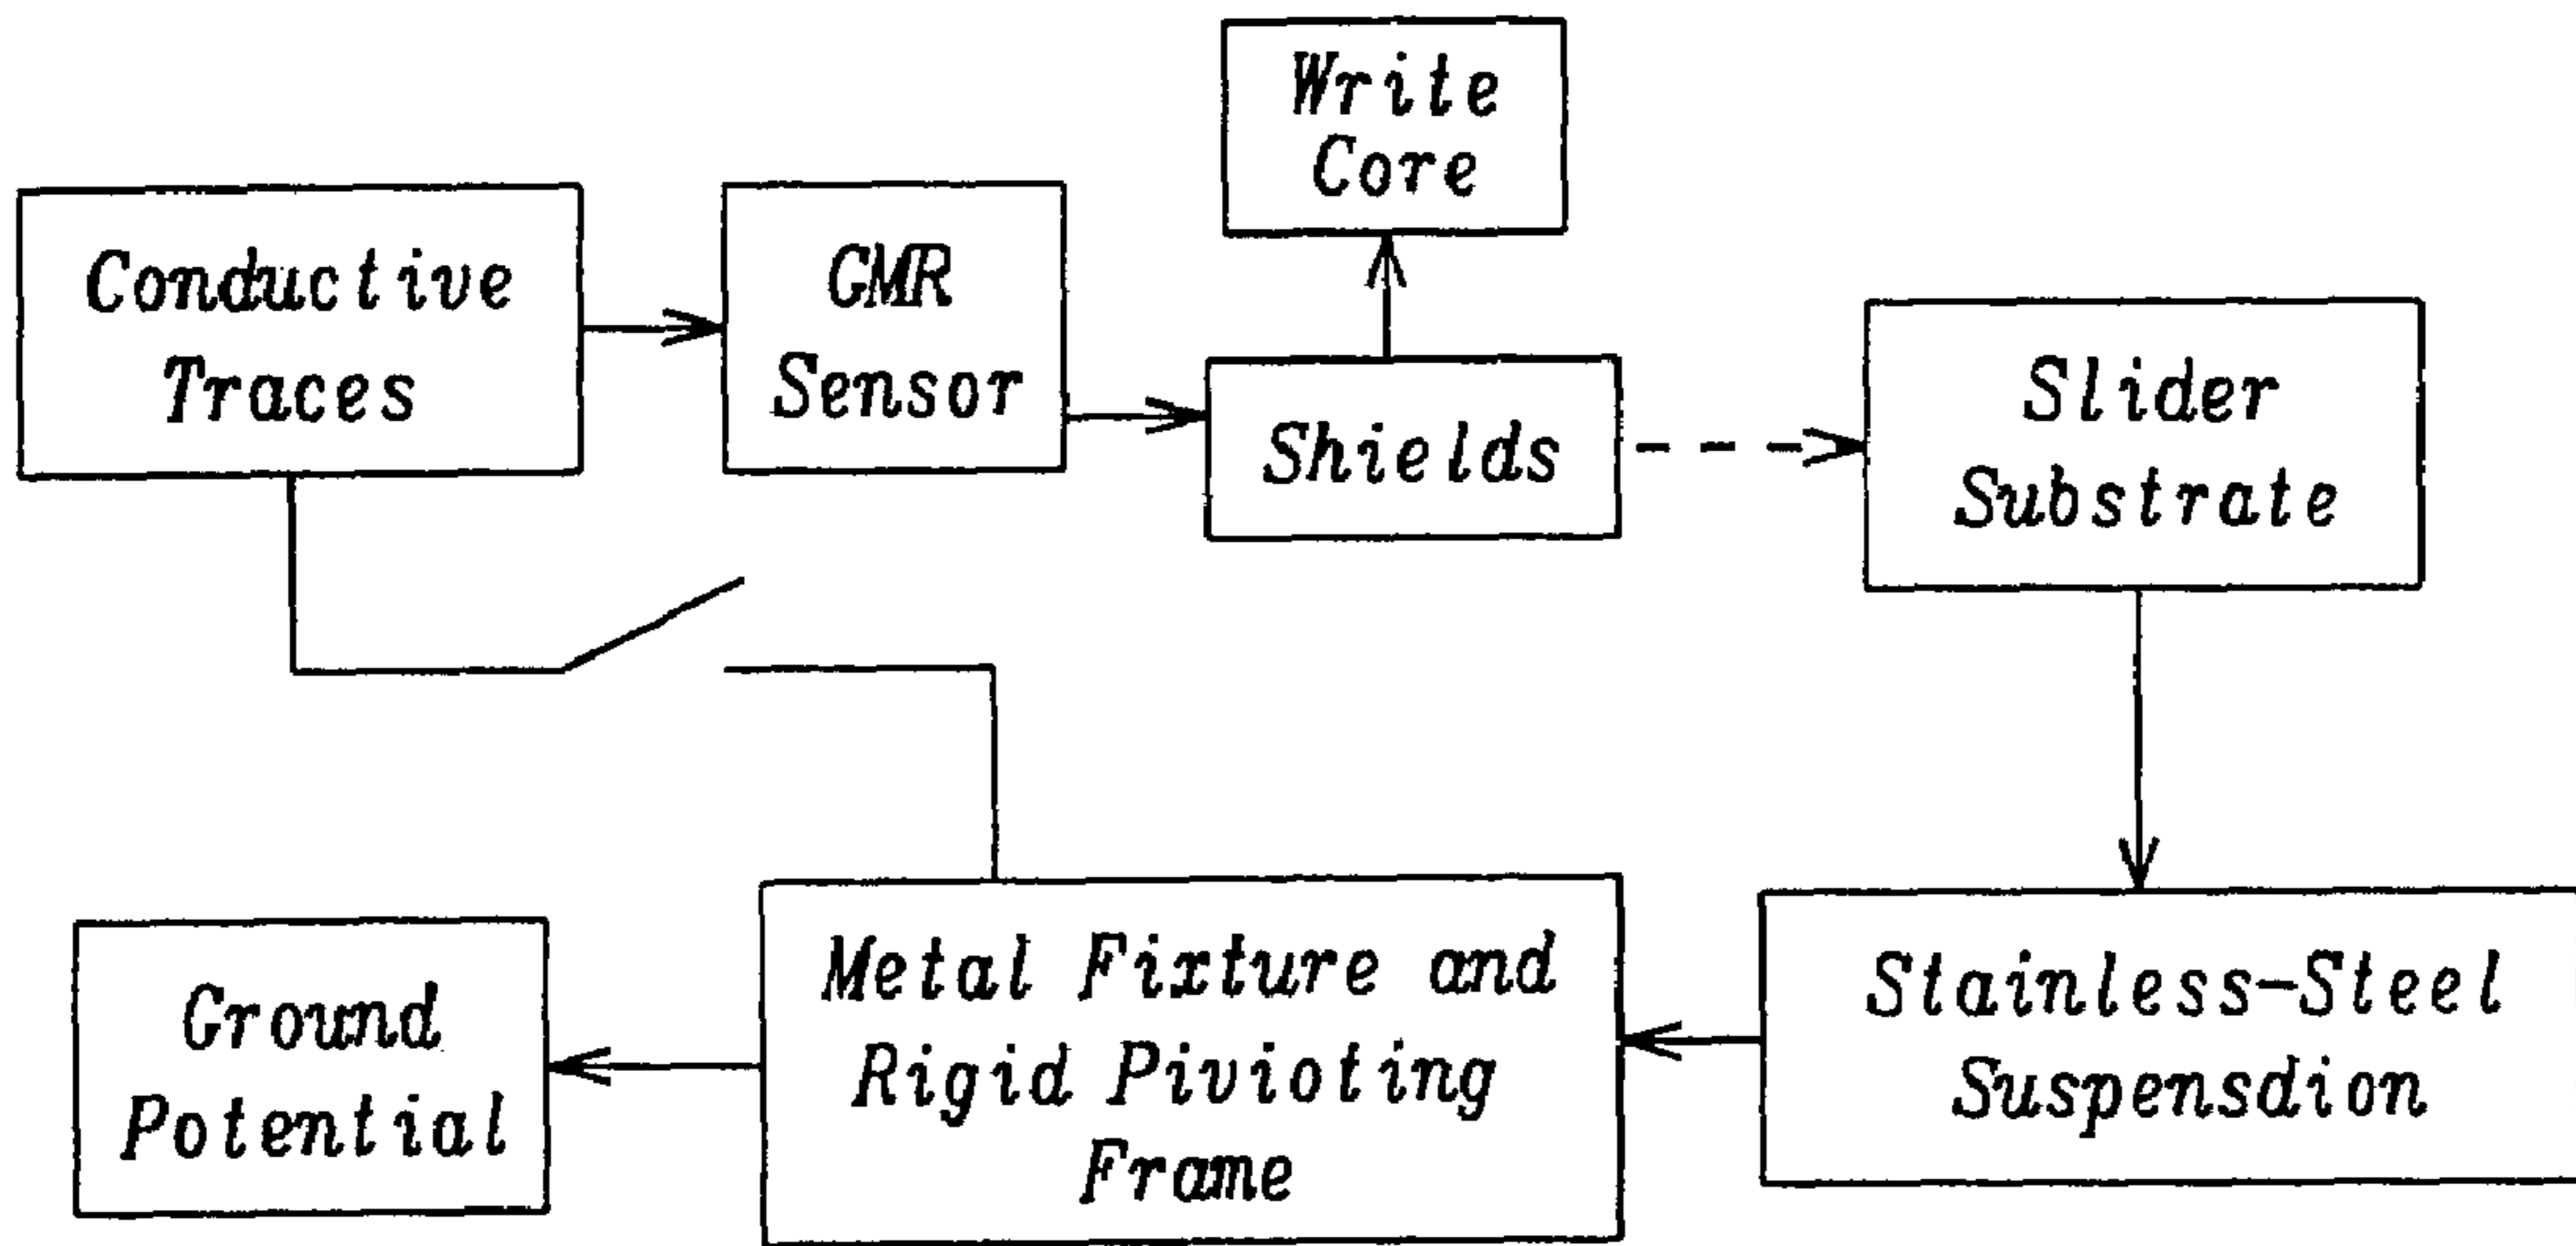 Write
Core
Conductive
Traces
GMR
Sensor
Shields
Slider
Substrate
Ground
Potential
Metal Fixture and
Rigid Pivioting
Frame
Stainless-Steel
Suspensdion